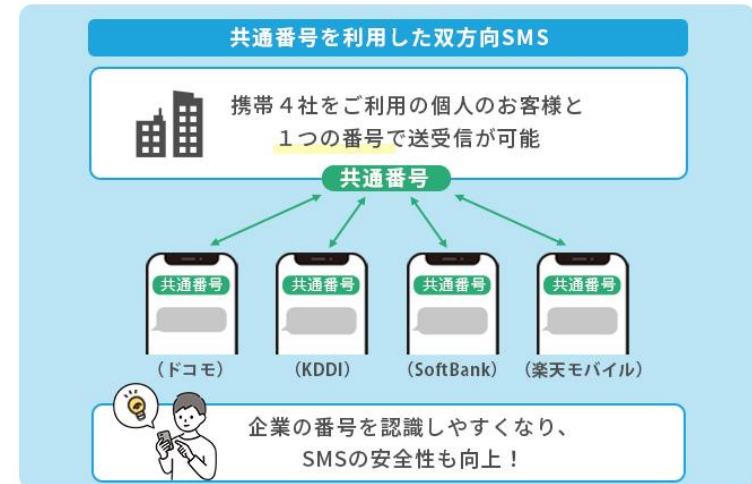 共通番号を利用した双方向SMS
携帯４社をご利用の個人のお客様と
１つの番号で送受信が可能
共通番号
共通番号 共通番号 共通番号 共通番号
（ドコモ） （KDDI） （SoftBank） （楽天モバイル）
企業の番号を認識しやすくなり、
SMSの安全性も向上！